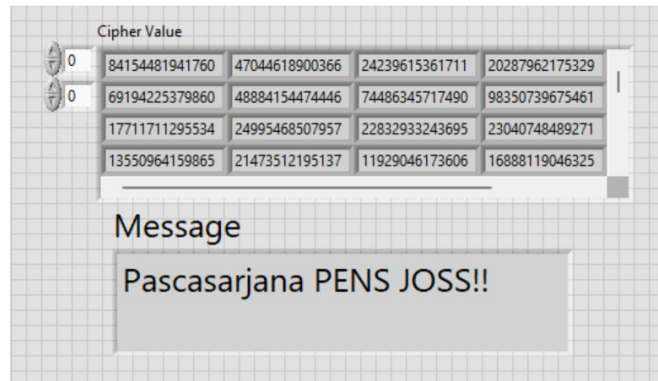 Cipher Value
0 84154481941760 47044618900366 24239615361711 20287962175329
0 69194225379860 48884154474446 74486345717490 98350739675461
17711711295534 24995468507957 22832933243695 23040748489271
13550964159865 21473512195137 11929046173606 16888119046325
Message
Pascasarjana PENS JOSS!!